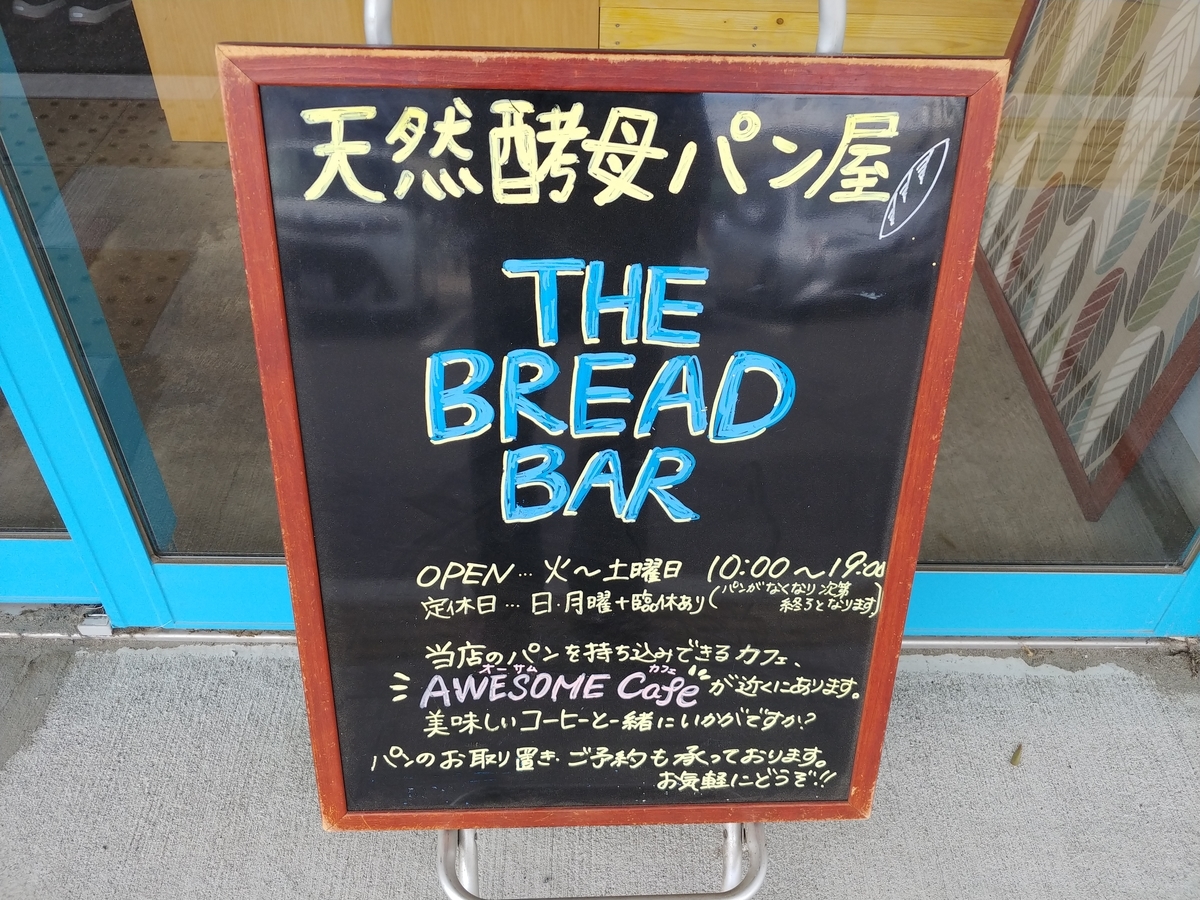 天然酵母パン屋
THE
BREAD
BAR
OPEN… 火〜土曜日 10:00〜19:00
定休日… 日・月曜+臨休あり(パンがなくなり次第
終了となります)
当店のパンを持ち込みできるカフェ、
オーサム カフェ
AWESOME Cafe が近くにあります。
美味しいコーヒーと一緒にいかがですか?
パンのお取り置き・ご予約も承っております。
お気軽にどうぞ!!